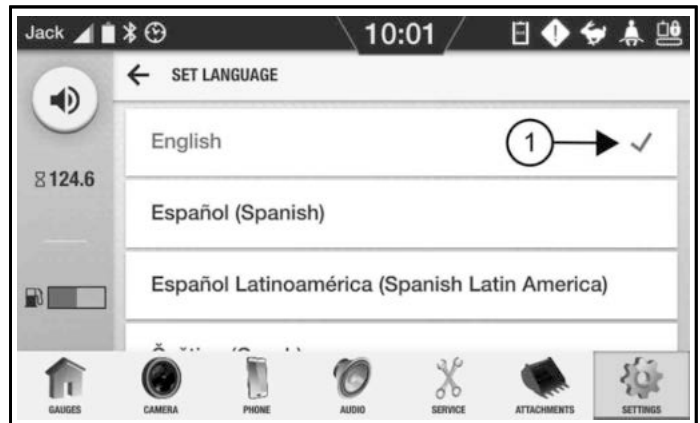 Jack 10:01
SET LANGUAGE
English 1
124.6
Español (Spanish)
Español Latinoamérica (Spanish Latin America)
GAUGES CAMERA PHONE AUDIO SERVICE ATTACHMENTS SETTINGS